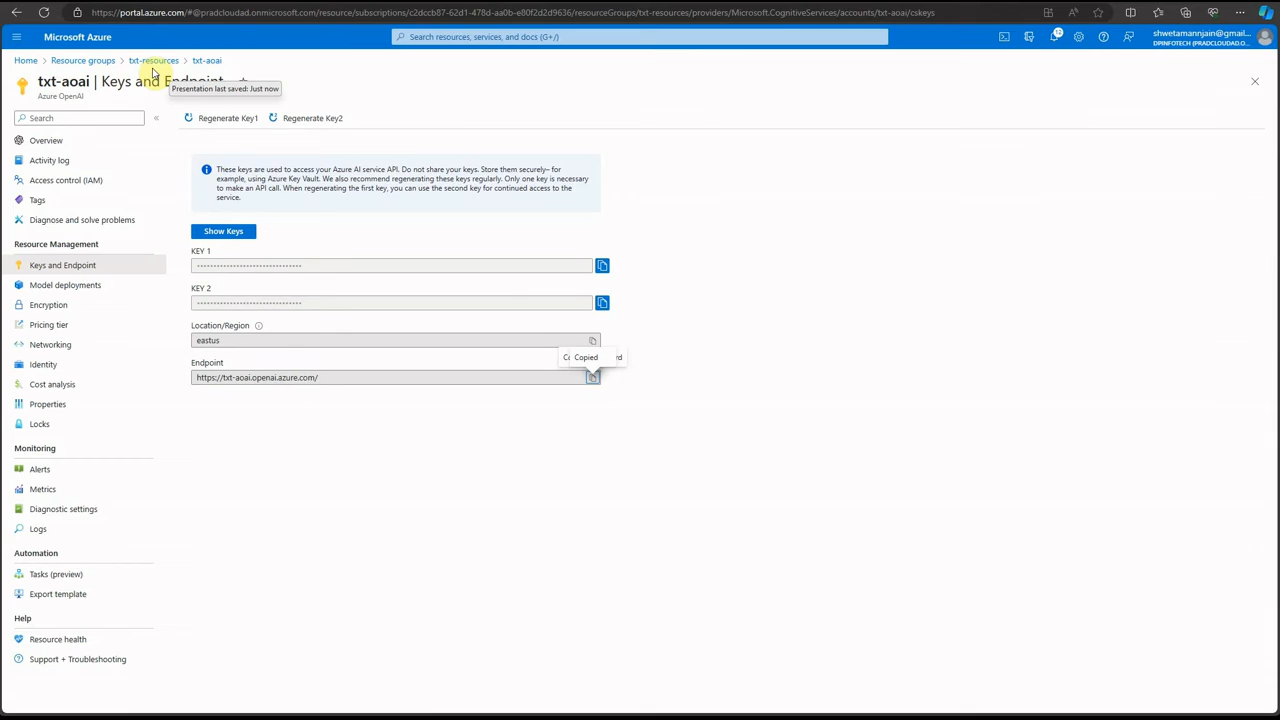 https://portal.azure.com/#@pradcloudad.onmicrosoft.com/resource/subscriptions/c2dccb87-62d1-478d-aa0b-e80f2d2d9636/resourceGroups/txt-resources/providers/Microsoft.CognitiveServices/accounts/txt-aoai/cskeys
Microsoft Azure
Search resources, services, and docs (G+/)
12
shwetamannjain@gmail....
DPINFOTECH (PRADCLOUDAD.O...
Home > Resource groups > txt-resources > txt-aoai
txt-aoai | Keys and Endpoint
Presentation last saved: Just now
Azure OpenAI
Search
Regenerate Key1
Regenerate Key2
Overview
Activity log
Access control (IAM)
Tags
Diagnose and solve problems
Resource Management
Keys and Endpoint
Model deployments
Encryption
Pricing tier
Networking
Identity
Cost analysis
Properties
Locks
Monitoring
Alerts
Metrics
Diagnostic settings
Logs
Automation
Tasks (preview)
Export template
Help
Resource health
Support + Troubleshooting
These keys are used to access your Azure AI service API. Do not share your keys. Store them securely– for
example, using Azure Key Vault. We also recommend regenerating these keys regularly. Only one key is necessary
to make an API call. When regenerating the first key, you can use the second key for continued access to the
service.
Show Keys
KEY 1
KEY 2
Location/Region
eastus
Copied
Endpoint
https://txt-aoai.openai.azure.com/